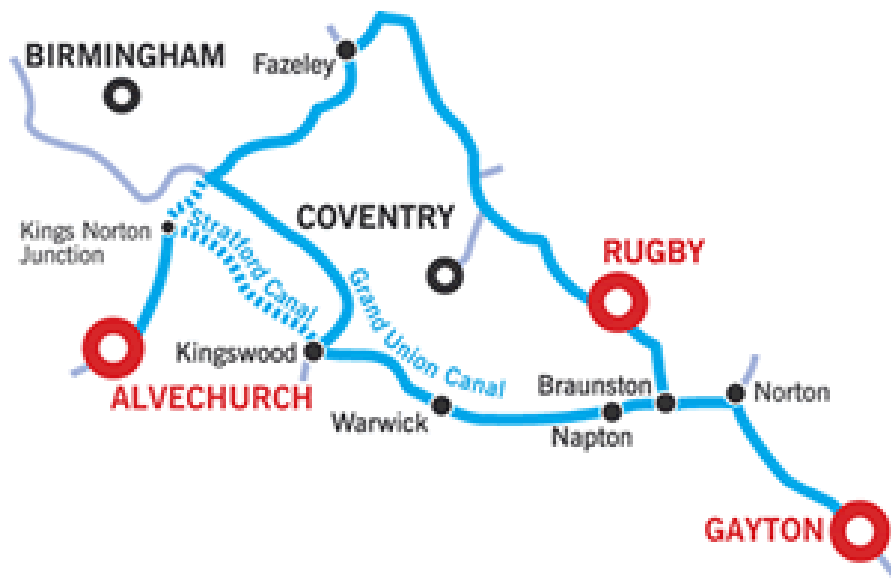 BIRMINGHAM
Fazeley
COVENTRY
Kings Norton
Junction
Stratford Canal
Grand Union Canal
RUGBY
Kingswood
ALVECHURCH
Warwick
Braunston
Napton
Norton
GAYTON